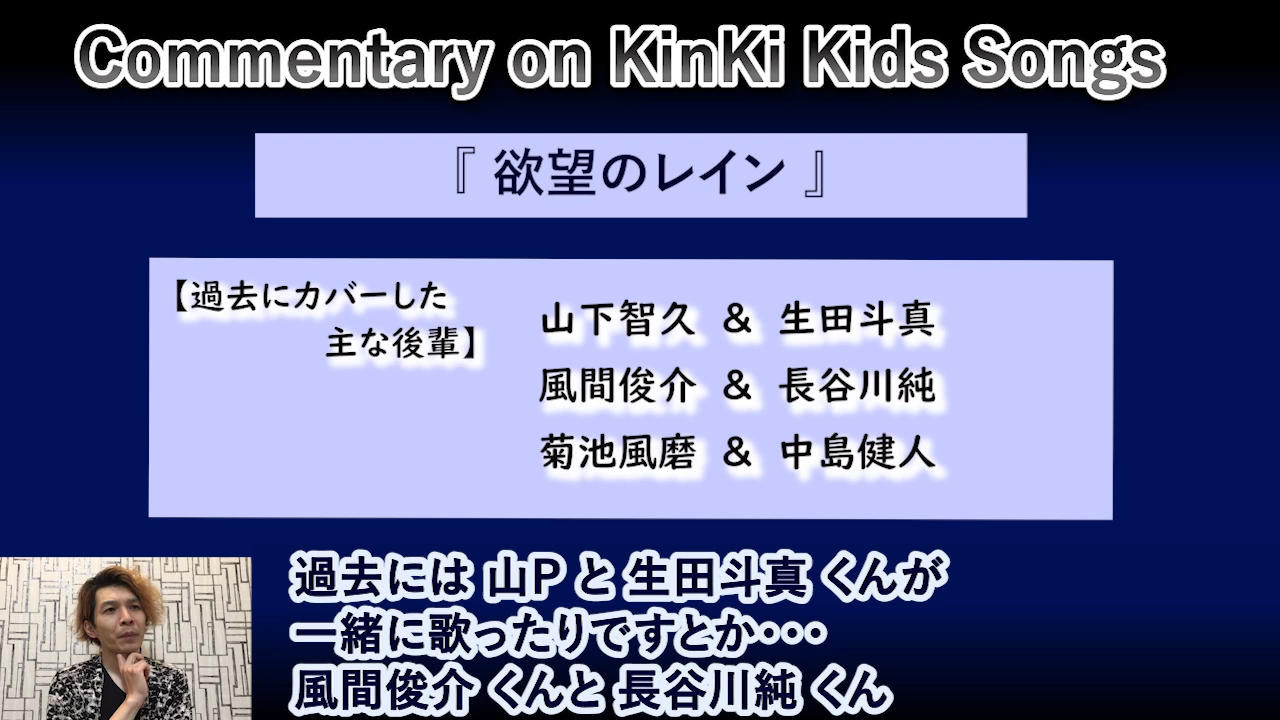 Commentary on KinKi Kids Songs
『 欲望のレイン 』
【過去にカバーした
主な後輩】
山下智久 & 生田斗真
風間俊介 & 長谷川純
菊池風磨 & 中島健人
過去には 山P と 生田斗真 くんが
一緒に歌ったりですとか・・・
風間俊介 くんと 長谷川純 くん